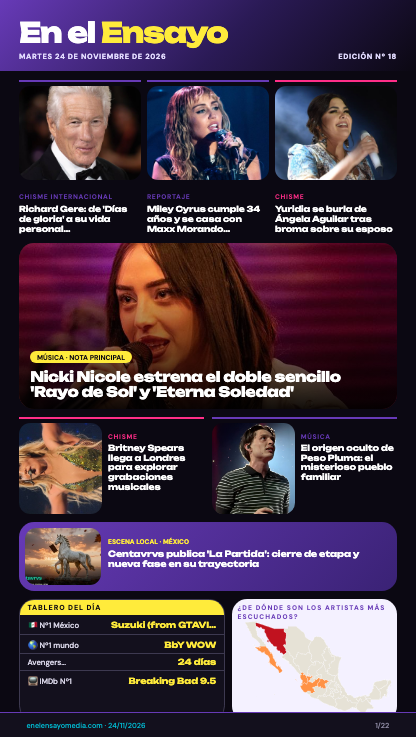 En el Ensayo
MARTES 24 DE NOVIEMBRE DE 2026
EDICIÓN Nº 18
CHISME INTERNACIONAL
Richard Gere: de 'Días
de gloria' a su vida
personal...
REPORTAJE
Miley Cyrus cumple 34
años y se casa con
Maxx Morando...
CHISME
Yuridia se burla de
Ángela Aguilar tras
broma sobre su esposo
MÚSICA · NOTA PRINCIPAL
Nicki Nicole estrena el doble sencillo
'Rayo de Sol' y 'Eterna Soledad'
CHISME
Britney Spears
llega a Londres
para explorar
grabaciones
musicales
MÚSICA
El origen oculto de
Peso Pluma: el
misterioso pueblo
familiar
ESCENA LOCAL · MÉXICO
Centavrvs publica 'La Partida': cierre de etapa y
nueva fase en su trayectoria
TABLERO DEL DÍA
Nº1 México Suzuki (from GTAVI...
Nº1 mundo BbY WOW
Avengers... 24 días
IMDb Nº1 Breaking Bad 9.5
¿DE DÓNDE SON LOS ARTISTAS MÁS
ESCUCHADOS?
enelensayomedia.com · 24/11/2026
1/22